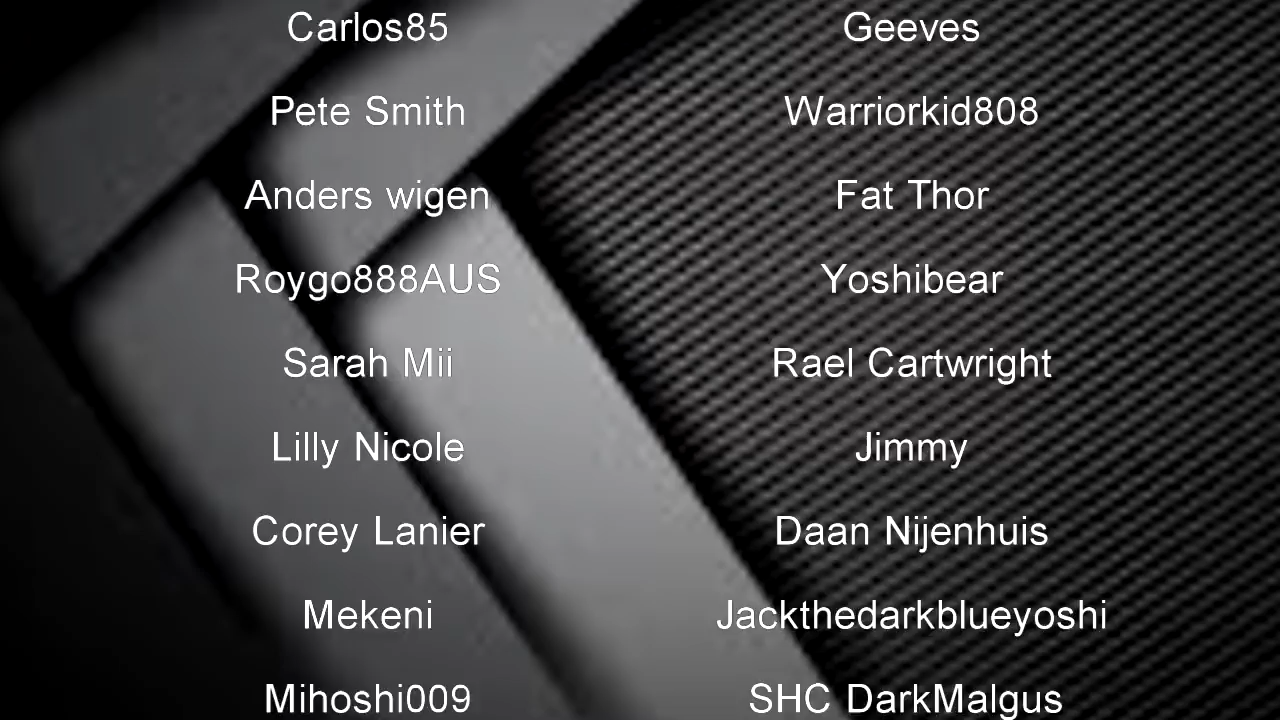 Carlos85
Geeves
Pete Smith
Warriorkid808
Anders wigen
Fat Thor
Roygo888AUS
Yoshibear
Sarah Mii
Rael Cartwright
Lilly Nicole
Jimmy
Corey Lanier
Daan Nijenhuis
Mekeni
Jackthedarkblueyoshi
Mihoshi009
SHC DarkMalgus